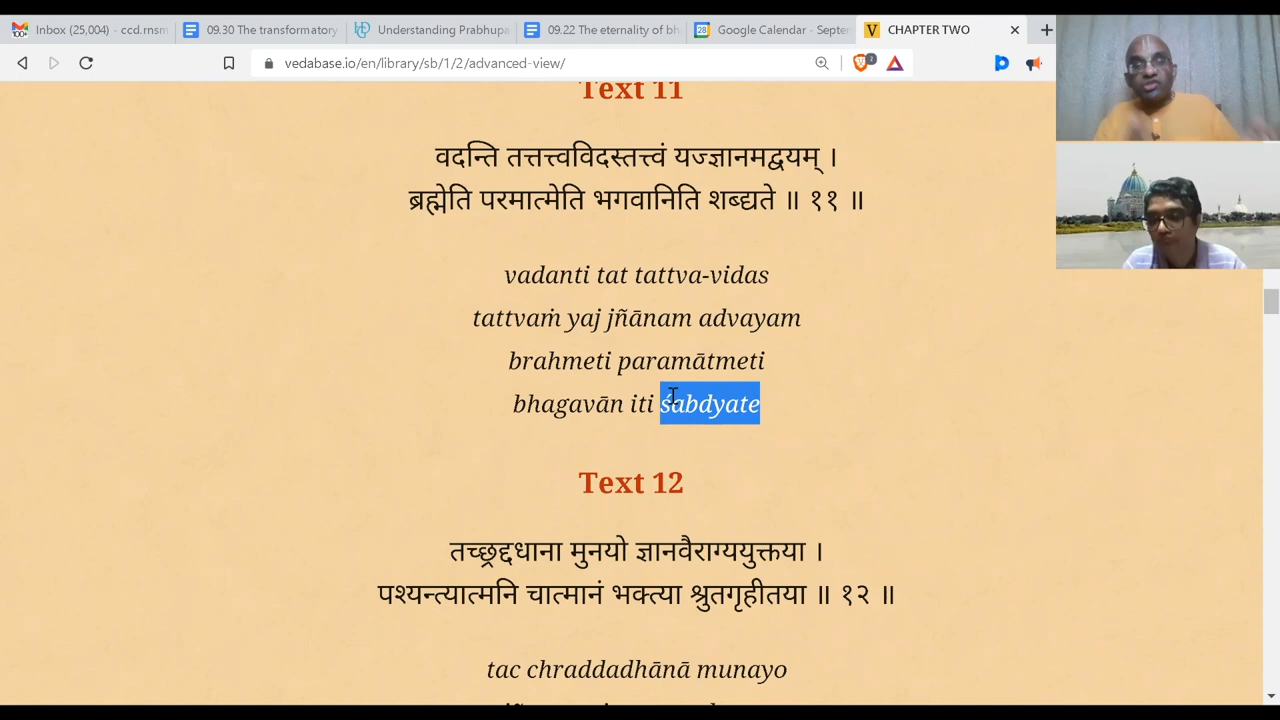 Inbox (25,004) - ccd.rns
09.30 The transformatory
Understanding Prabhupa
09.22 The eternality of bh
Google Calendar - Septer
CHAPTER TWO
vedabase.io/en/library/sb/1/2/advanced-view/
Text 11
वदन्ति तत्तत्त्वविदस्तत्त्वं यज्ज्ञानमद्वयम् ।
ब्रह्मेति परमात्मेति भगवानिति शब्द्यते ॥ ११ ॥
vadanti tat tattva-vidas
tattvaṁ yaj jñānam advayam
brahmeti paramātmeti
bhagavān iti śabdyate
Text 12
तच्छ्रद्दधाना मुनयो ज्ञानवैराग्ययुक्तया ।
पश्यन्त्यात्मनि चात्मानं भक्त्या श्रुतगृहीतया ॥ १२ ॥
tac chraddadhānā munayo